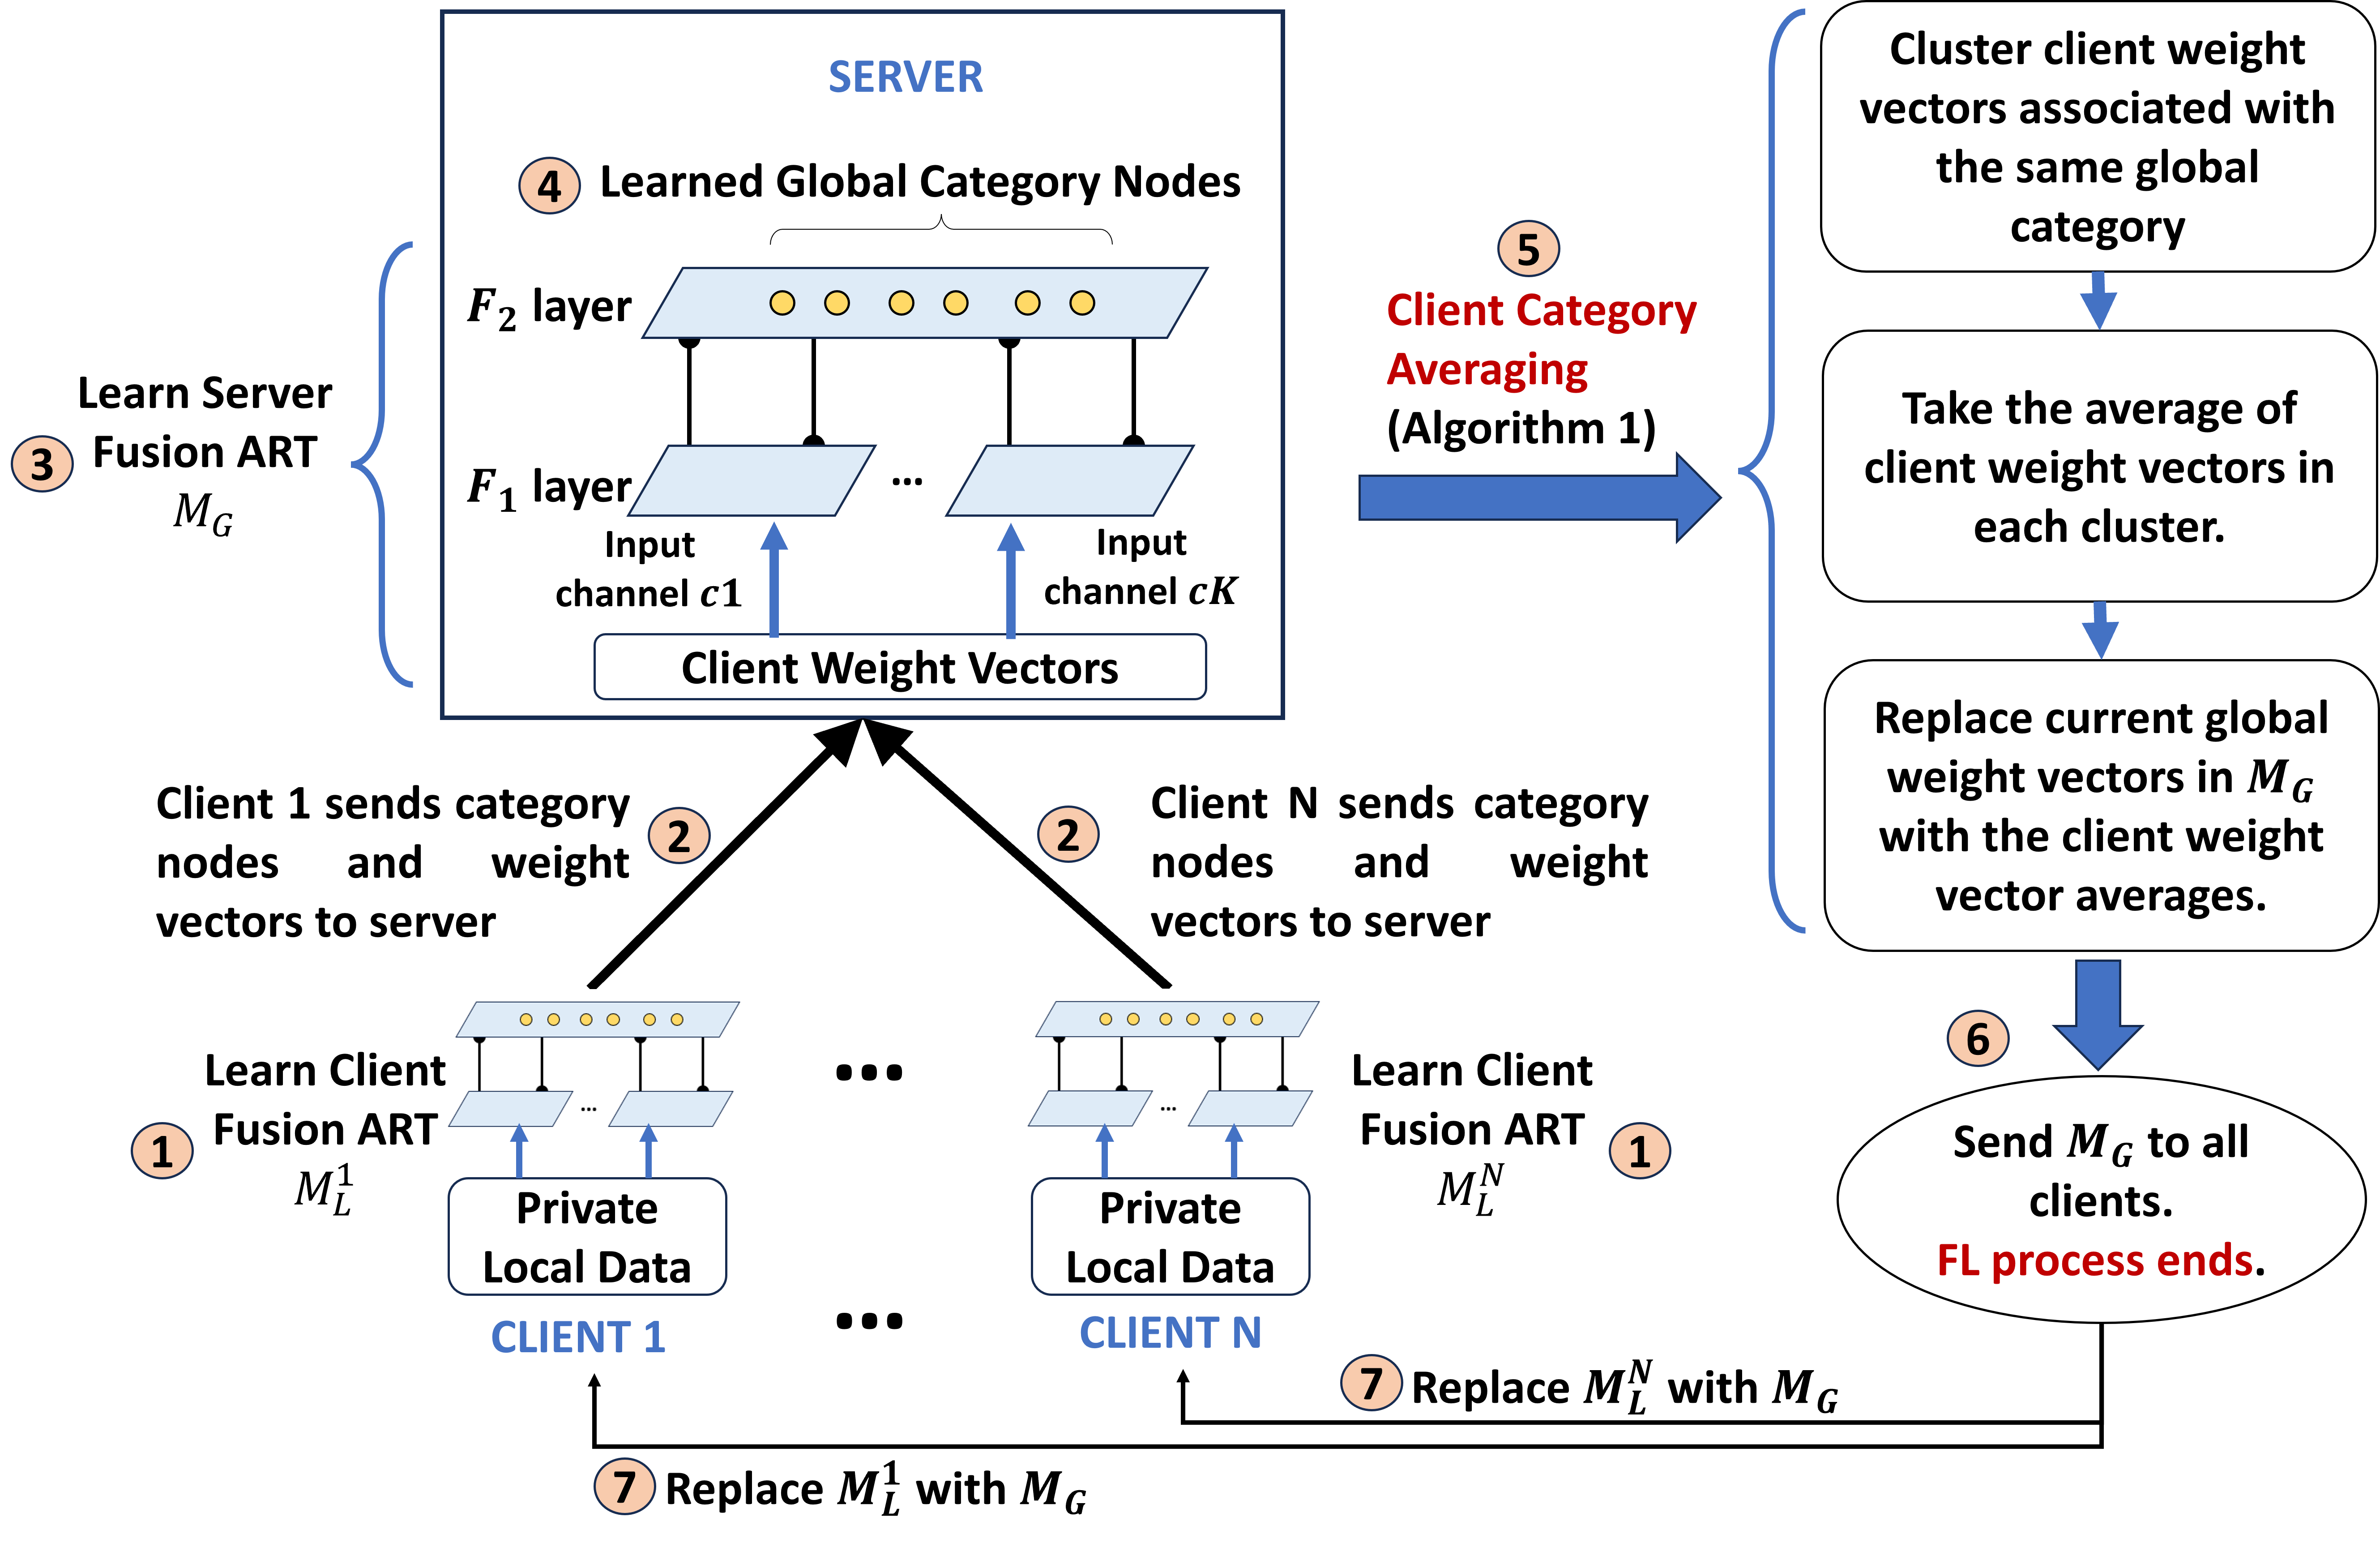 SERVER
4 Learned Global Category Nodes
F₂ layer
F₁ layer
...
Input
channel c1
Input
channel cK
Client Weight Vectors
3
Learn Server
Fusion ART
M_G
5
Client Category
Averaging
(Algorithm 1)
Cluster client weight
vectors associated with
the same global
category
Take the average of
client weight vectors in
each cluster.
Replace current global
weight vectors in M_G
with the client weight
vector averages.
6
Send M_G to all
clients.
FL process ends.
Client 1 sends category
nodes and weight
vectors to server
2
2
Client N sends category
nodes and weight
vectors to server
1
Learn Client
Fusion ART
M_L^1
...
Private
Local Data
CLIENT 1
...
...
...
Private
Local Data
CLIENT N
Learn Client
Fusion ART
M_L^N
1
7 Replace M_L^N with M_G
7 Replace M_L^1 with M_G